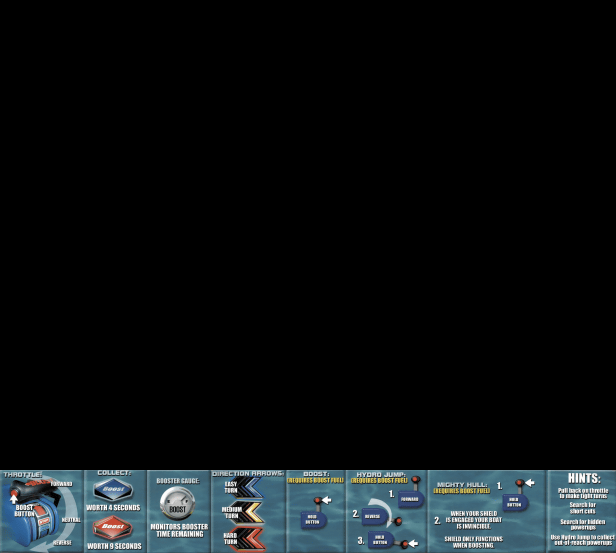 THROTTLE:
FORWARD
BOOST
BUTTON
NEUTRAL
REVERSE
COLLECT:
Boost
WORTH 4 SECONDS
Boost
WORTH 9 SECONDS
BOOSTER GAUGE:
BOOST
MONITORS BOOSTER
TIME REMAINING
DIRECTION ARROWS:
EASY
TURN
MEDIUM
TURN
HARD
TURN
BOOST:
(REQUIRES BOOST FUEL)
HOLD
BUTTON
HYDRO JUMP:
(REQUIRES BOOST FUEL)
1.
FORWARD
2.
REVERSE
3.
HOLD
BUTTON
MIGHTY HULL:
(REQUIRES BOOST FUEL)
1.
HOLD
BUTTON
2.
WHEN YOUR SHIELD
IS ENGAGED YOUR BOAT
IS INVINCIBLE.
SHIELD ONLY FUNCTIONS
WHEN BOOSTING.
HINTS:
Pull back on throttle
to make tight turns
Search for
short cuts
Search for hidden
powerups
Use Hydro Jump to collect
out-of-reach powerups